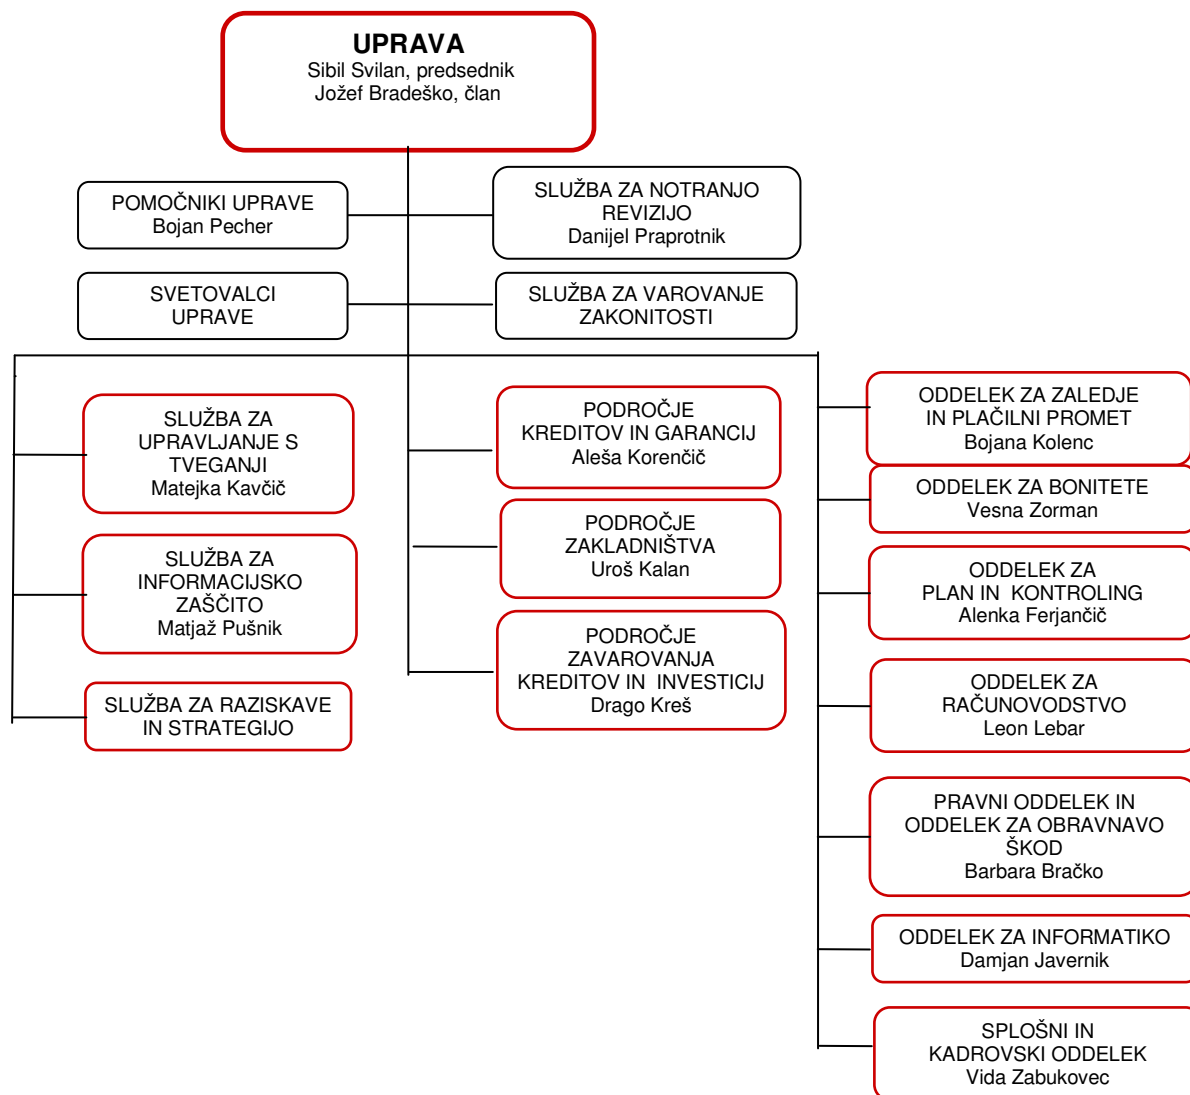 UPRAVA
Sibil Svilan, predsednik
Jožef Bradeško, član
POMOČNIKI UPRAVE
Bojan Pecher
SLUŽBA ZA NOTRANJO
REVIZIJO
Danijel Praprotnik
SVETOVALCI
UPRAVE
SLUŽBA ZA VAROVANJE
ZAKONITOSTI
SLUŽBA ZA
UPRAVLJANJE S
TVEGANJI
Matejka Kavčič
SLUŽBA ZA
INFORMACIJSKO
ZAŠČITO
Matjaž Pušnik
SLUŽBA ZA RAZISKAVE
IN STRATEGIJO
PODROČJE
KREDITOV IN GARANCIJ
Aleša Korenčič
PODROČJE
ZAKLADNIŠTVA
Uroš Kalan
PODROČJE
ZAVAROVANJA
KREDITOV IN INVESTICIJ
Drago Kreš
ODDELEK ZA ZALEDJE
IN PLAČILNI PROMET
Bojana Kolenc
ODDELEK ZA BONITETE
Vesna Zorman
ODDELEK ZA
PLAN IN KONTROLING
Alenka Ferjančič
ODDELEK ZA
RAČUNOVODSTVO
Leon Lebar
PRAVNI ODDELEK IN
ODDELEK ZA OBRAVNAVO
ŠKOD
Barbara Bračko
ODDELEK ZA INFORMATIKO
Damjan Javernik
SPLOŠNI IN
KADROVSKI ODDELEK
Vida Zabukovec